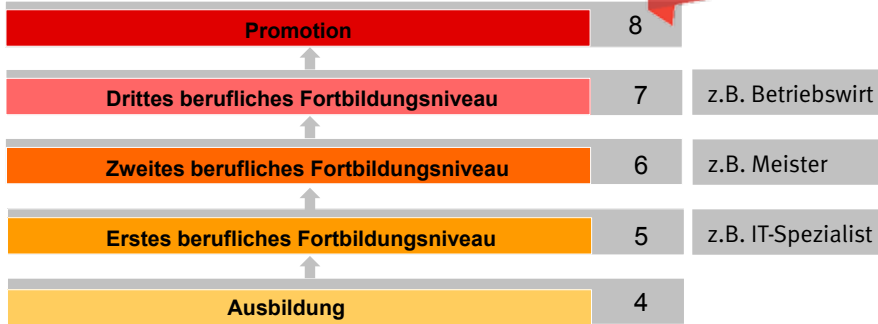 Promotion 8
Drittes berufliches Fortbildungsniveau 7 z.B. Betriebswirt
Zweites berufliches Fortbildungsniveau 6 z.B. Meister
Erstes berufliches Fortbildungsniveau 5 z.B. IT-Spezialist
Ausbildung 4